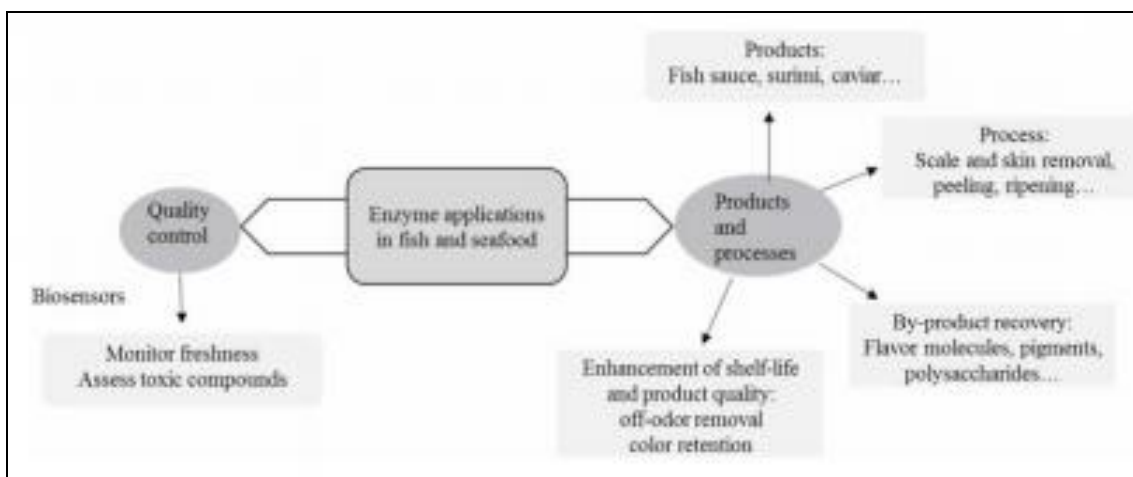 Products:
Fish sauce, surimi, caviar…
Process:
Scale and skin removal,
peeling, ripening…
Quality
control
Enzyme applications
in fish and seafood
Products
and
processes
Biosensors
Monitor freshness
Assess toxic compounds
By-product recovery:
Flavor molecules, pigments,
polysaccharides…
Enhancement of shelf-life
and product quality:
off-odor removal
color retention